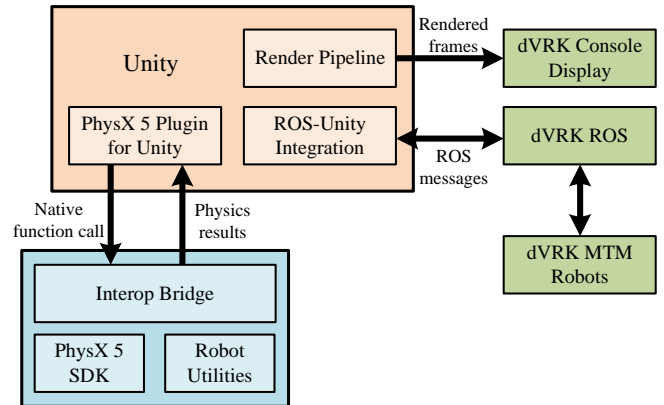 Unity
Render Pipeline
Rendered
frames
dVRK Console
Display
PhysX 5 Plugin
for Unity
ROS-Unity
Integration
ROS
messages
dVRK ROS
Native
function call
Physics
results
dVRK MTM
Robots
Interop Bridge
PhysX 5
SDK
Robot
Utilities